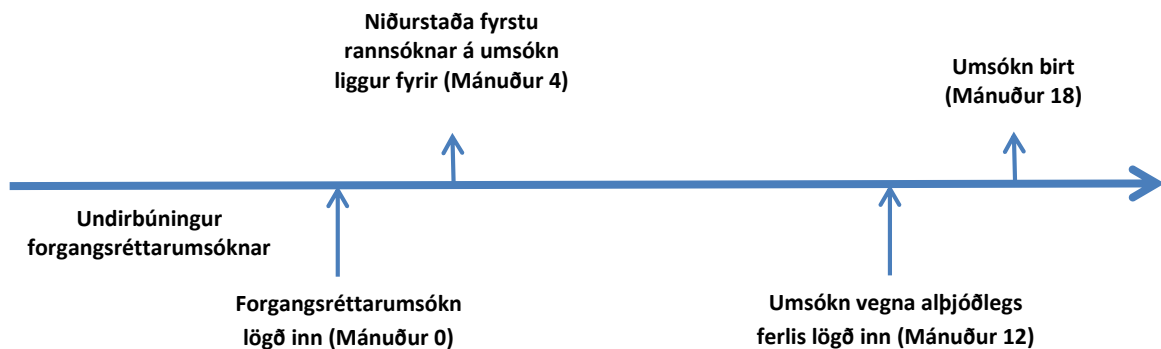 Niðurstaða fyrstu
rannsóknar á umsókn
liggur fyrir (Mánuður 4)
Umsókn birt
(Mánuður 18)
Undirbúningur
forgangsréttarumsóknar
Forgangsréttarumsókn
lögð inn (Mánuður 0)
Umsókn vegna alþjóðlegs
ferlis lögð inn (Mánuður 12)